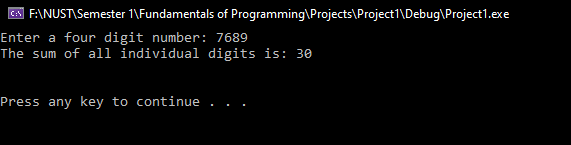 F:\NUST\Semester 1\Fundamentals of Programming\Projects\Project1\Debug\Project1.exe
Enter a four digit number: 7689
The sum of all individual digits is: 30
Press any key to continue . . .